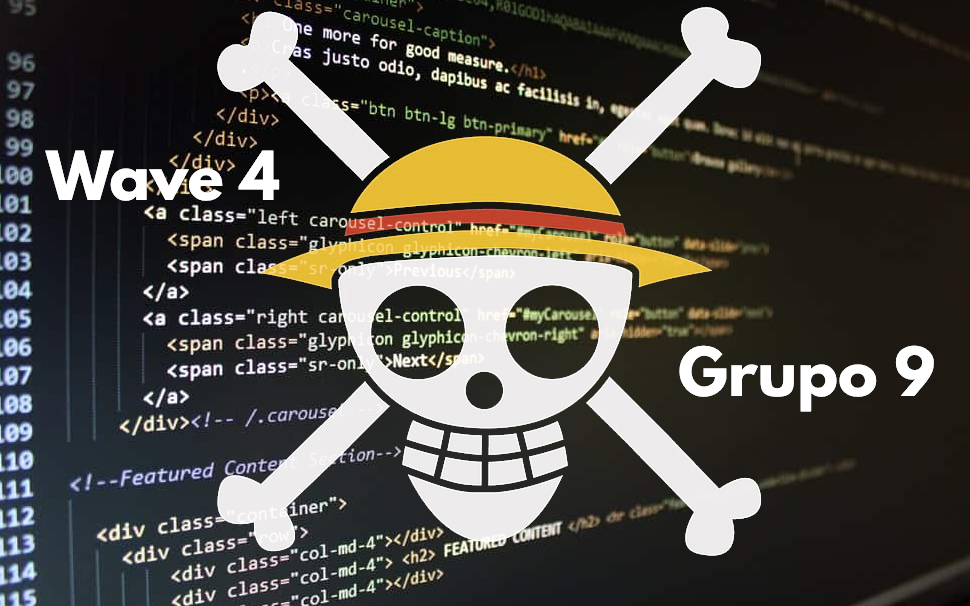 95
container">
class="carousel-caption">
96
One more for good measure.</h1>
97
Cras justo odio, dapibus ac facilisis in,
98
<p><a class="btn btn-lg btn-primary" href=
99
</div>
100
</div>
</div>
101
Wave 4
102
<a class="left carousel-control" href="#myCarousel" role="button" data-slide="prev">
103
<span class="glyphicon glyphicon-chevron-left
<span class="sr-only">Previous</span>
104
</a>
105
<a class="right carousel-control" href="#myCarousel" role="button" data-slide="next">
106
<span class="glyphicon glyphicon-chevron-right" aria-hidden="true"></span>
107
<span class="sr-only">Next</span>
108
</a>
109
</div><!-- /.carousel -->
110
Grupo 9
111
<!--Featured Content Section-->
112
<div class="container">
113
<div class="row">
114
<div class="col-md-4"></div>
115
<div class="col-md-4"> <h2> FEATURED CONTENT </h2>
<div class="col-md-4"></div>